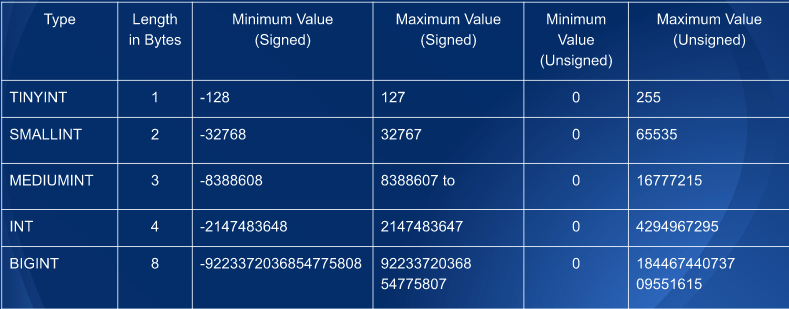 Type Length in Bytes Minimum Value (Signed) Maximum Value (Signed) Minimum Value (Unsigned) Maximum Value (Unsigned)
TINYINT 1 -128 127 0 255
SMALLINT 2 -32768 32767 0 65535
MEDIUMINT 3 -8388608 8388607 to 0 16777215
INT 4 -2147483648 2147483647 0 4294967295
BIGINT 8 -9223372036854775808 92233720368 54775807 0 184467440737 09551615